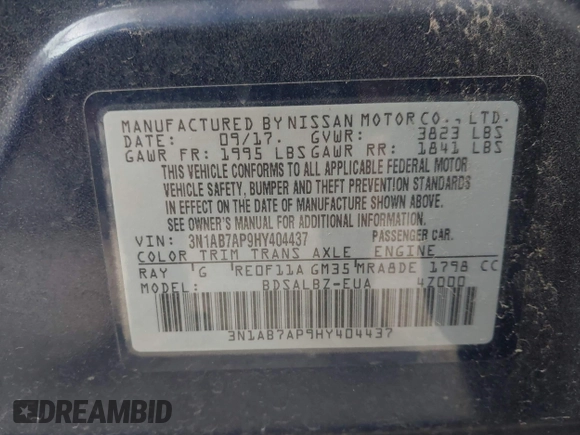 MANUFACTURED BY NISSAN MOTOR CO., LTD.
DATE: 09/17. GVWR: 3823 LBS
GAWR FR: 1995 LBS GAWR RR: 1841 LBS
THIS VEHICLE CONFORMS TO ALL APPLICABLE FEDERAL MOTOR
VEHICLE SAFETY, BUMPER AND THEFT PREVENTION STANDARDS
IN EFFECT ON THE DATE OF MANUFACTURE SHOWN ABOVE.
SEE OWNER'S MANUAL FOR ADDITIONAL INFORMATION.
VIN: 3N1AB7AP9HY404437 PASSENGER CAR.
COLOR TRIM TRANS AXLE ENGINE
RAY G RE0F11A GM35 MRA8DE 1798 CC
MODEL: BDSALBZ-EUA 4Z000
3N1AB7AP9HY404437
DREAMBID